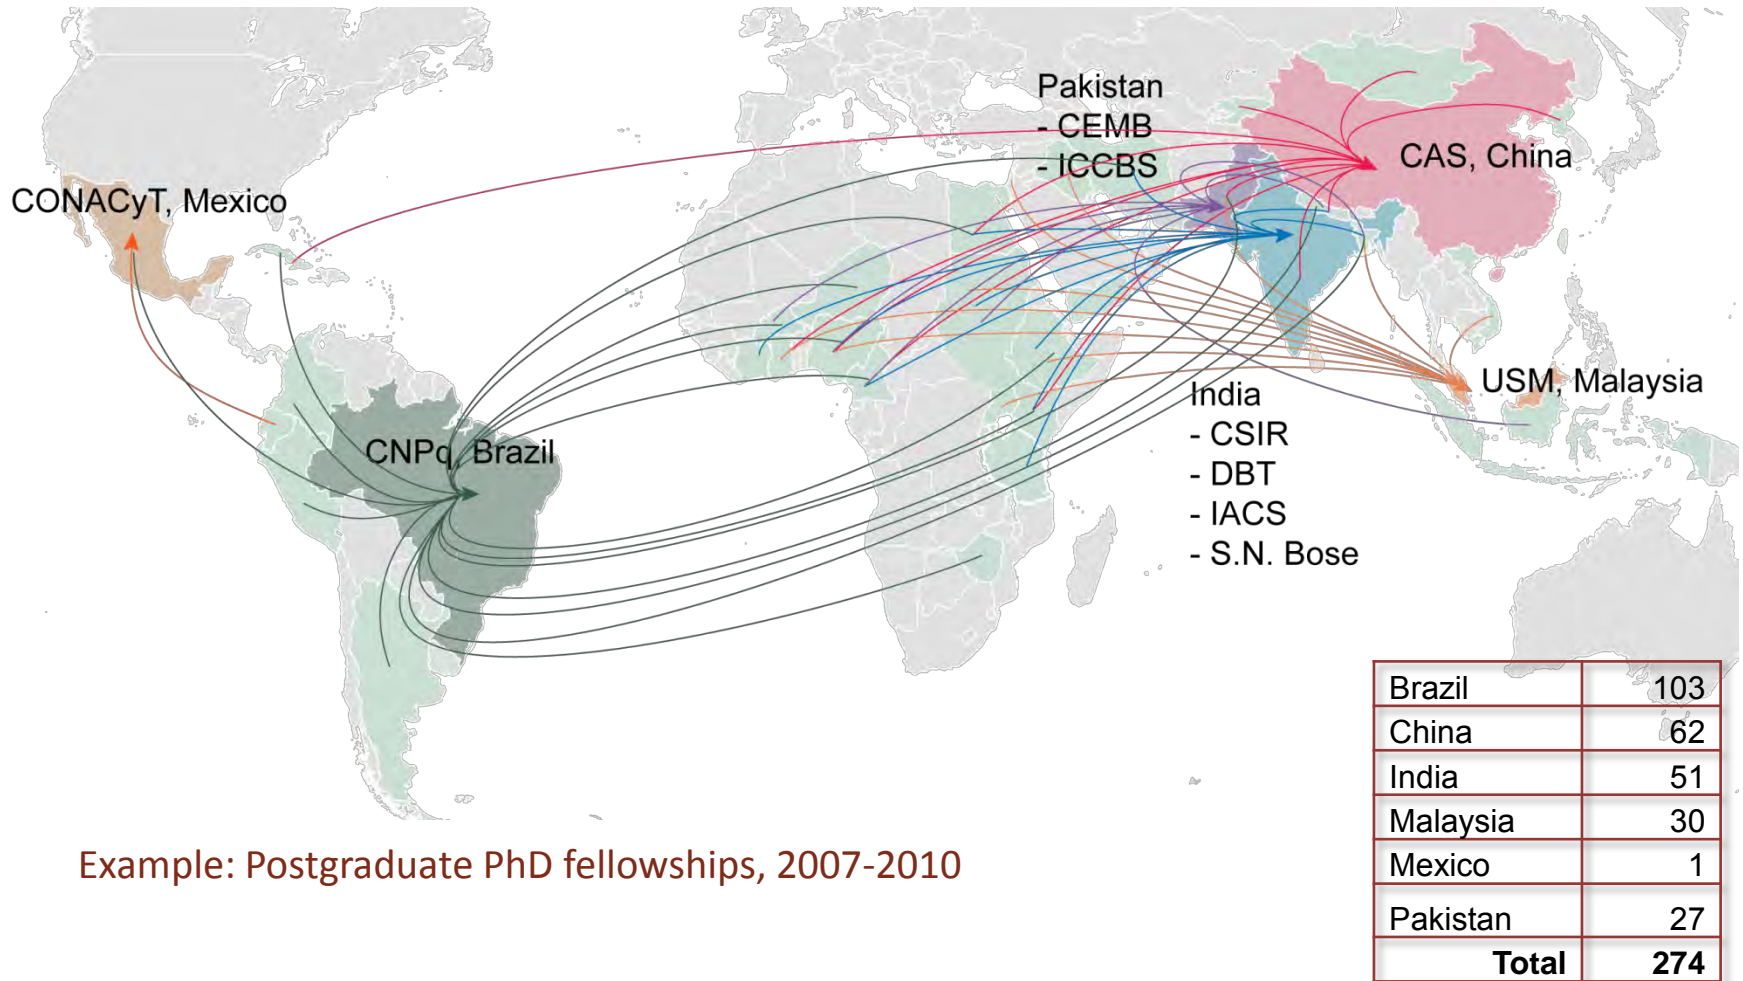 Pakistan
- CEMB
- ICCBS
CAS, China
CONACyT, Mexico
USM, Malaysia
India
- CSIR
- DBT
- IACS
- S.N. Bose
CNPq, Brazil
Example: Postgraduate PhD fellowships, 2007-2010
Brazil 103
China 62
India 51
Malaysia 30
Mexico 1
Pakistan 27
Total 274